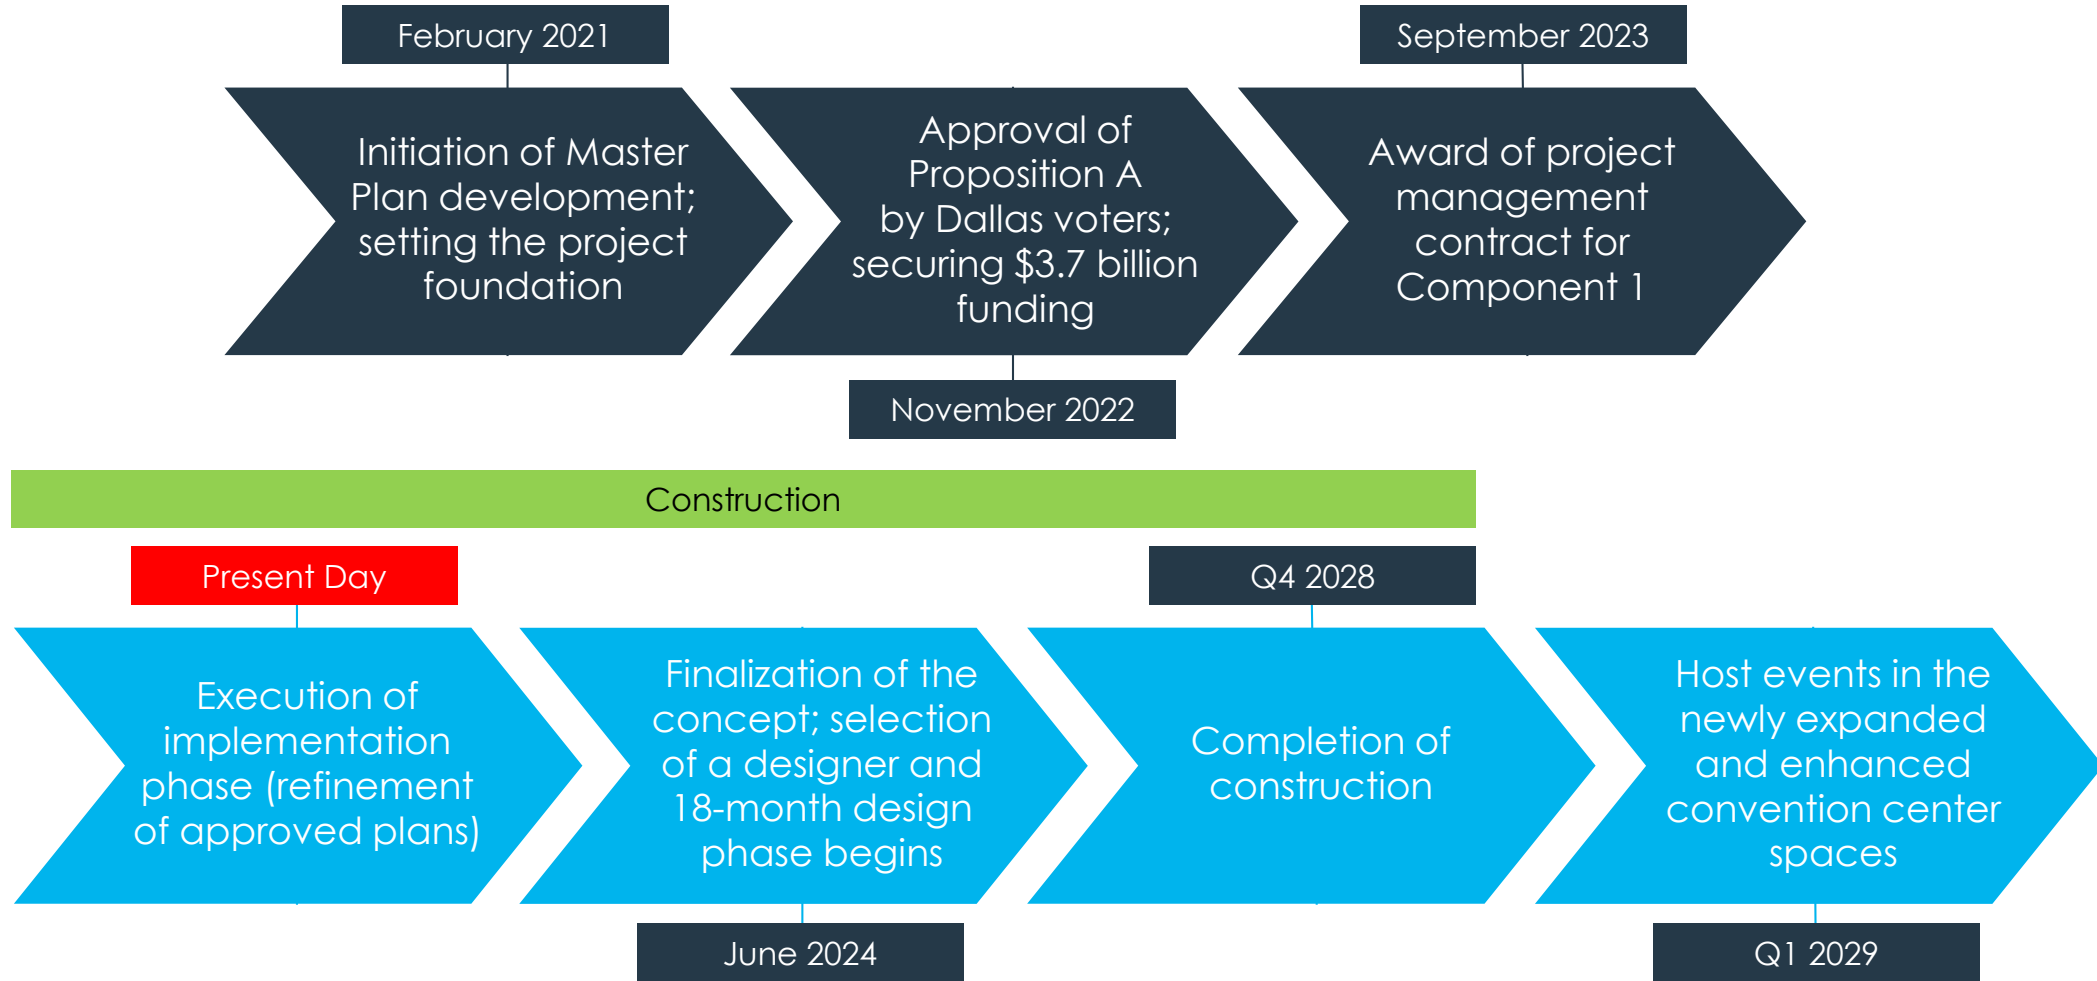 February 2021
Initiation of Master
Plan development;
setting the project
foundation
Approval of
Proposition A
by Dallas voters;
securing $3.7 billion
funding
November 2022
September 2023
Award of project
management
contract for
Component 1
Construction
Present Day
Execution of
implementation
phase (refinement
of approved plans)
Finalization of the
concept; selection
of a designer and
18-month design
phase begins
June 2024
Q4 2028
Completion of
construction
Host events in the
newly expanded
and enhanced
convention center
spaces
Q1 2029